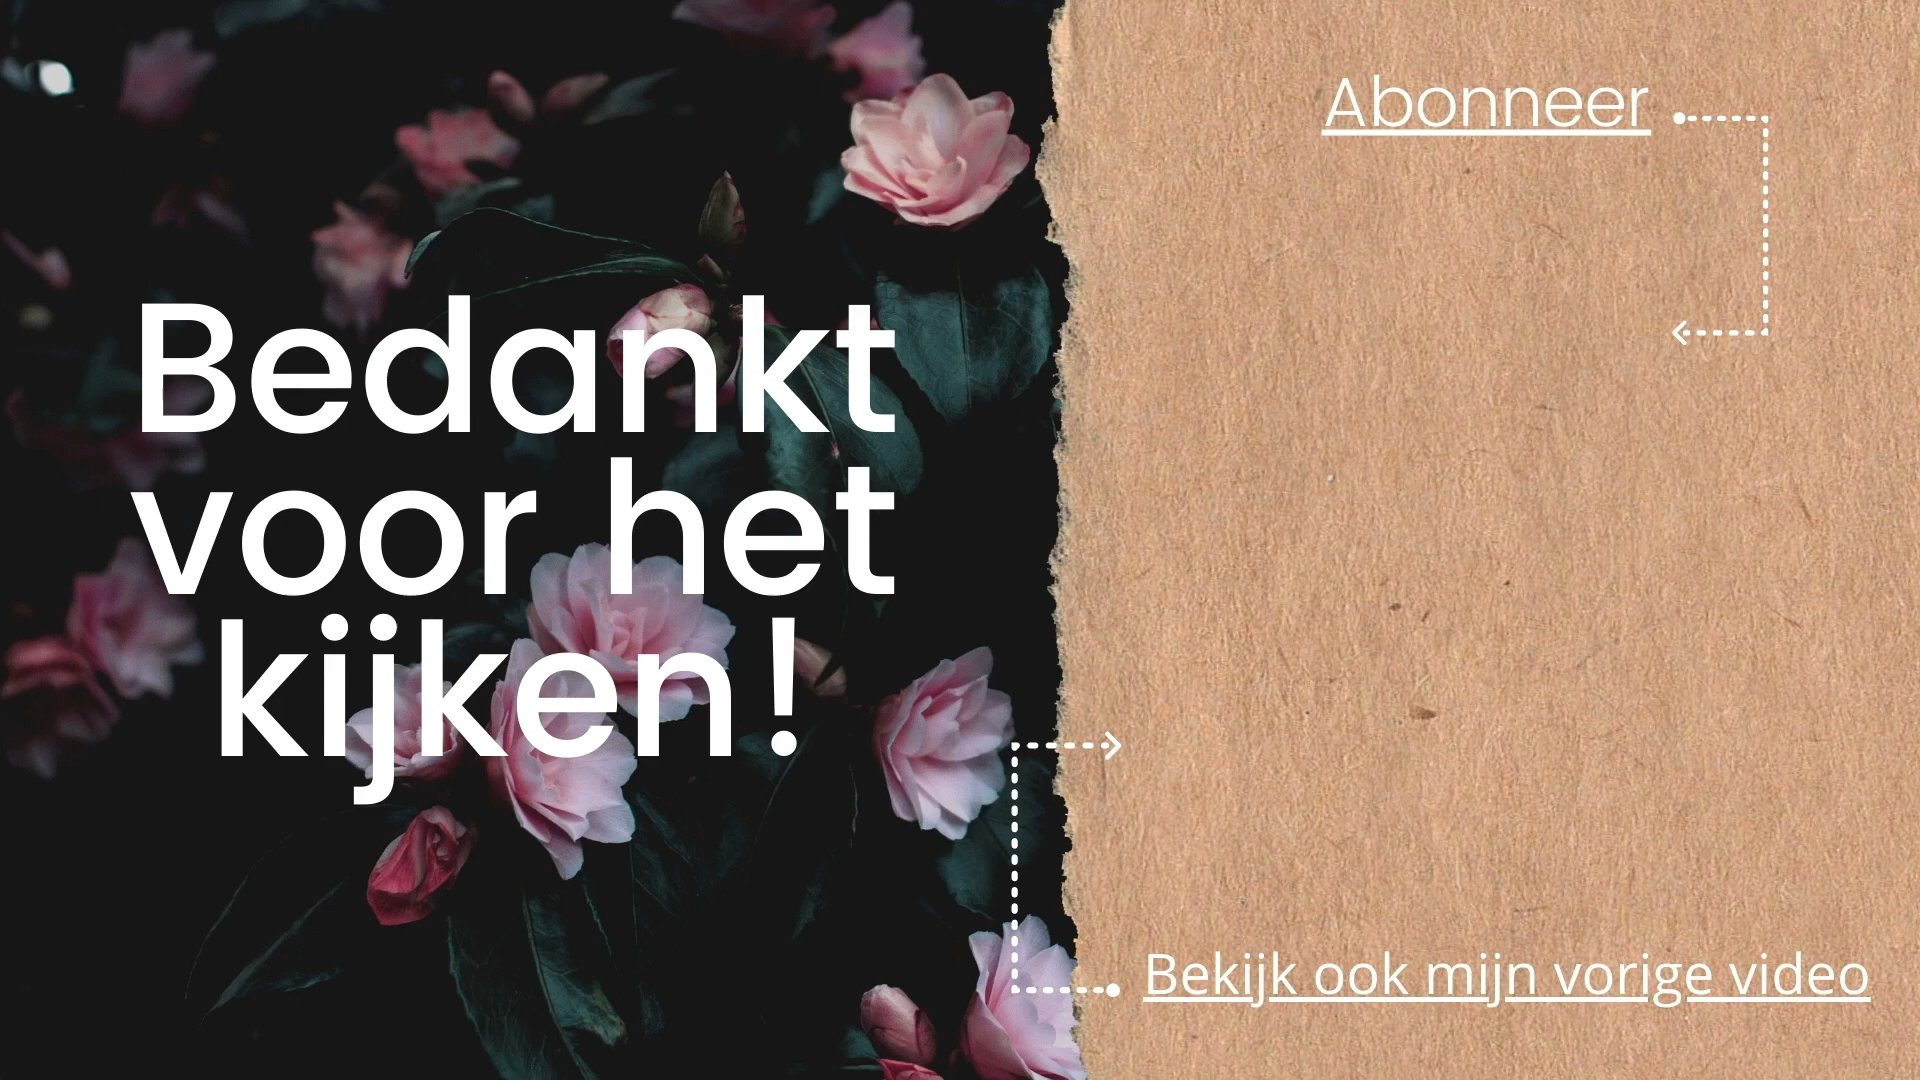 Bedankt
voor het
kijken!
Abonneer
Bekijk ook mijn vorige video